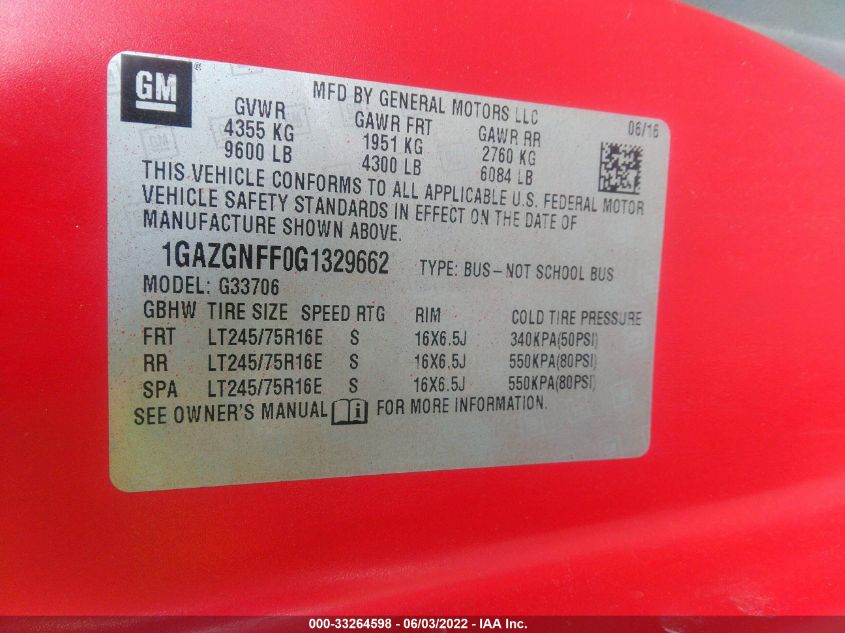 GM ®
MFD BY GENERAL MOTORS LLC
GVWR GAWR FRT GAWR RR 06/16
4355 KG 1951 KG 2760 KG
9600 LB 4300 LB 6084 LB
THIS VEHICLE CONFORMS TO ALL APPLICABLE U.S. FEDERAL MOTOR
VEHICLE SAFETY STANDARDS IN EFFECT ON THE DATE OF
MANUFACTURE SHOWN ABOVE.
1GAZGNFF0G1329662 TYPE: BUS-NOT SCHOOL BUS
MODEL: G33706
GBHW TIRE SIZE SPEED RTG RIM COLD TIRE PRESSURE
FRT LT245/75R16E S 16X6.5J 340KPA(50PSI)
RR LT245/75R16E S 16X6.5J 550KPA(80PSI)
SPA LT245/75R16E S 16X6.5J 550KPA(80PSI)
SEE OWNER'S MANUAL i FOR MORE INFORMATION.
000-33264598 - 06/03/2022 - IAA Inc.